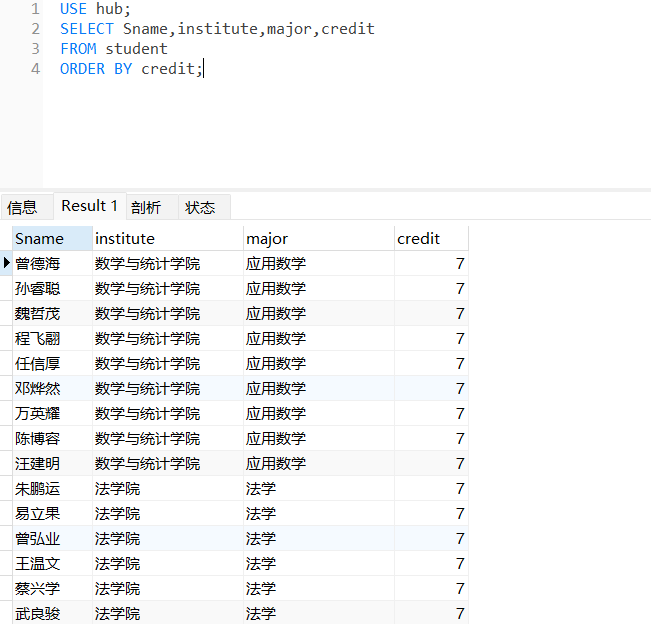 1 USE hub;
2 SELECT Sname,institute,major,credit
3 FROM student
4 ORDER BY credit;
信息 Result 1 剖析 状态
Sname institute major credit
曾德海 数学与统计学院 应用数学 7
孙睿聪 数学与统计学院 应用数学 7
魏哲茂 数学与统计学院 应用数学 7
程飞翮 数学与统计学院 应用数学 7
任信厚 数学与统计学院 应用数学 7
邓烨然 数学与统计学院 应用数学 7
万英耀 数学与统计学院 应用数学 7
陈博容 数学与统计学院 应用数学 7
汪建明 数学与统计学院 应用数学 7
朱鹏运 法学院 法学 7
易立果 法学院 法学 7
曾弘业 法学院 法学 7
王温文 法学院 法学 7
蔡兴学 法学院 法学 7
武良骏 法学院 法学 7